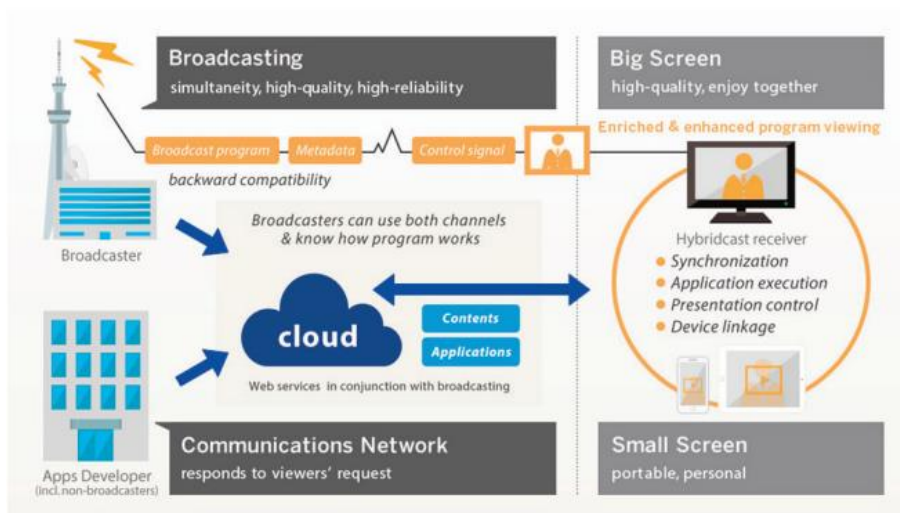 Broadcasting
simultaneity, high-quality, high-reliability
Big Screen
high-quality, enjoy together
Enriched & enhanced program viewing
Broadcast program
Metadata
Control signal
backward compatibility
Broadcasters can use both channels
& know how program works
Broadcaster
Hybridcast receiver
Synchronization
Application execution
Presentation control
Device linkage
cloud
Contents
Applications
Web services in conjunction with broadcasting
Apps Developer
(incl. non-broadcasters)
Communications Network
responds to viewers' request
Small Screen
portable, personal